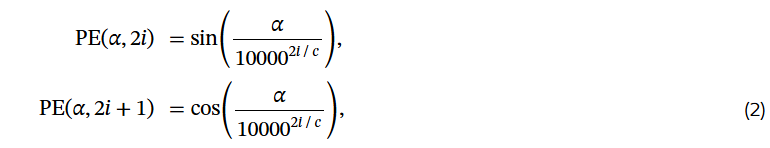 PE(α, 2i) = sin(α / 10000^{2i / c}),
PE(α, 2i + 1) = cos(α / 10000^{2i / c}), (2)